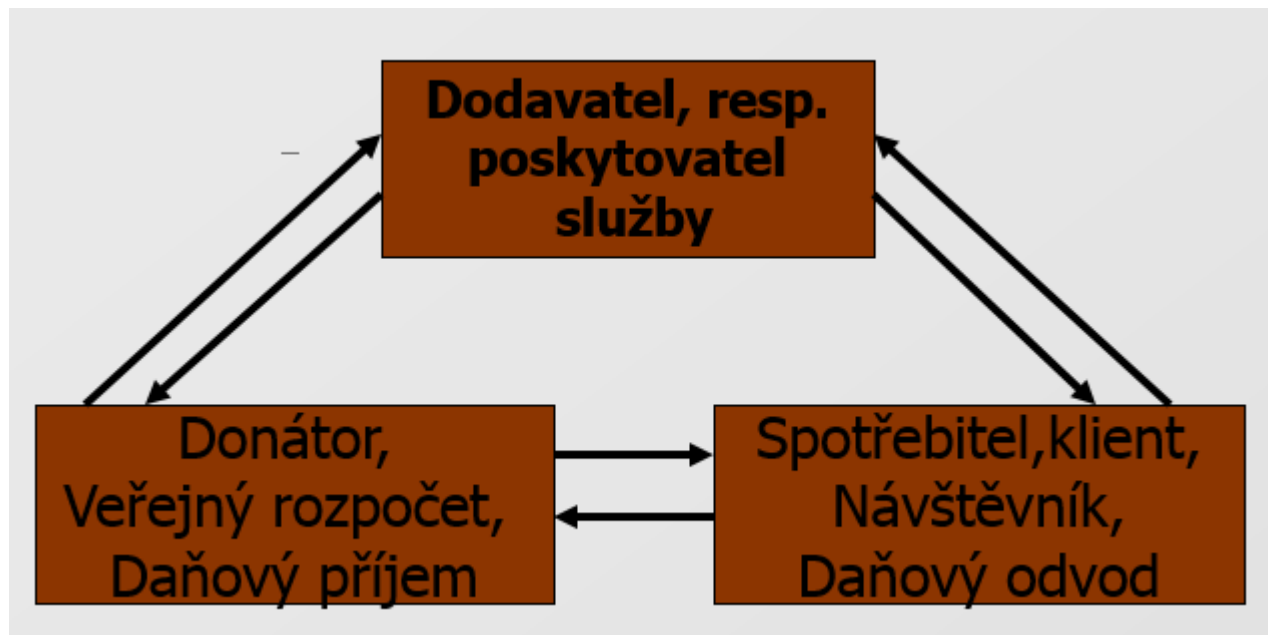 Dodavatel, resp.
poskytovatel
služby
Donátor,
Veřejný rozpočet,
Daňový příjem
Spotřebitel,klient,
Návštěvník,
Daňový odvod